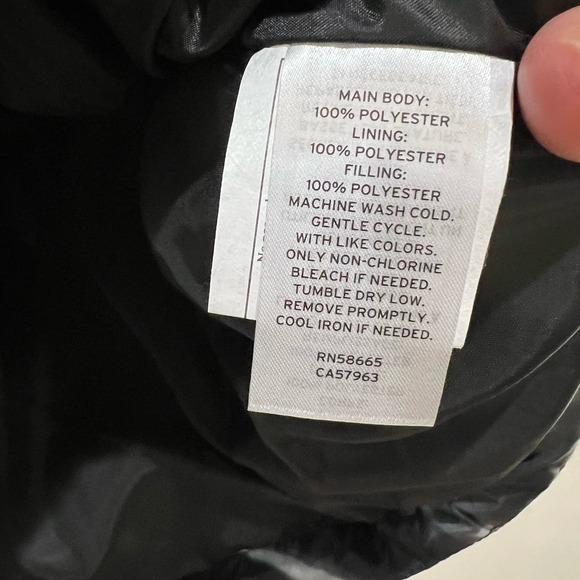 MAIN BODY:
100% POLYESTER
LINING:
100% POLYESTER
FILLING:
100% POLYESTER
MACHINE WASH COLD.
GENTLE CYCLE.
WITH LIKE COLORS.
ONLY NON-CHLORINE
BLEACH IF NEEDED.
TUMBLE DRY LOW.
REMOVE PROMPTLY.
COOL IRON IF NEEDED.
RN58665
CA57963